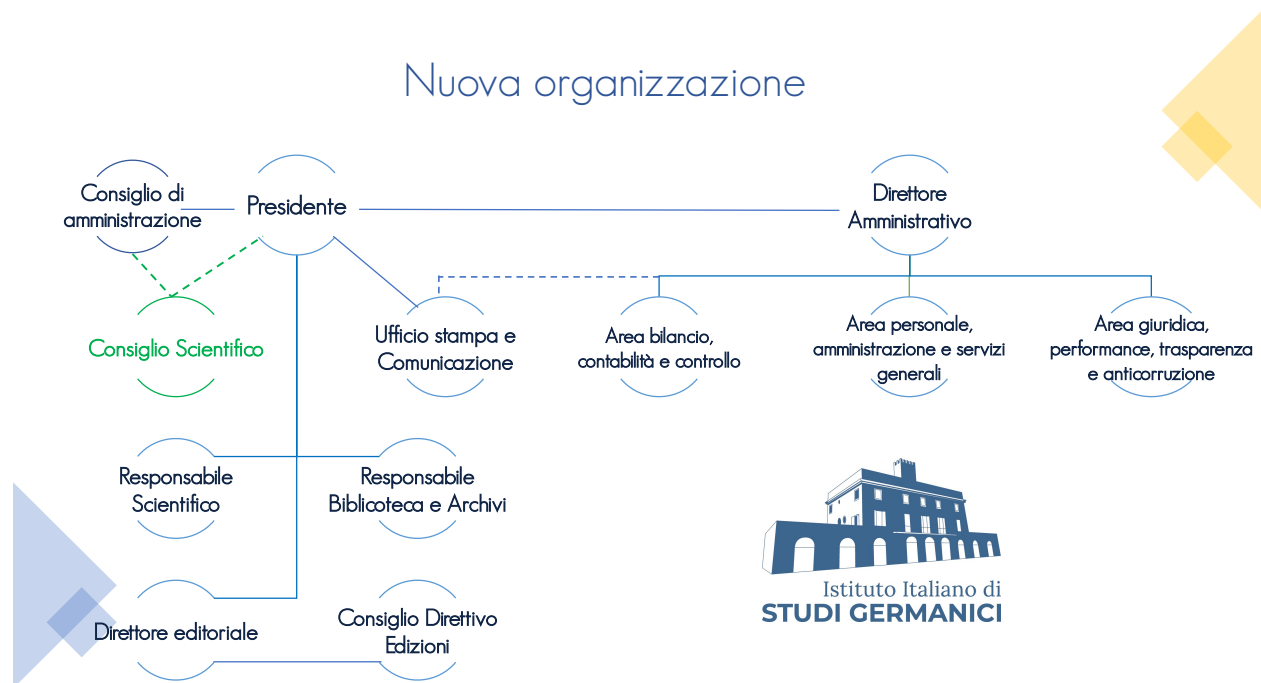 Nuova organizzazione
Consiglio di
amministrazione
Presidente
Direttore
Amministrativo
Consiglio Scientifico
Ufficio stampa e
Comunicazione
Area bilancio,
contabilità e controllo
Area personale,
amministrazione e servizi
generali
Area giuridica,
performance, trasparenza
e anticorruzione
Responsabile
Scientifico
Responsabile
Biblicoteca e Archivi
Direttore editoriale
Consiglio Direttivo
Edizioni
Istituto Italiano di
STUDI GERMANICI